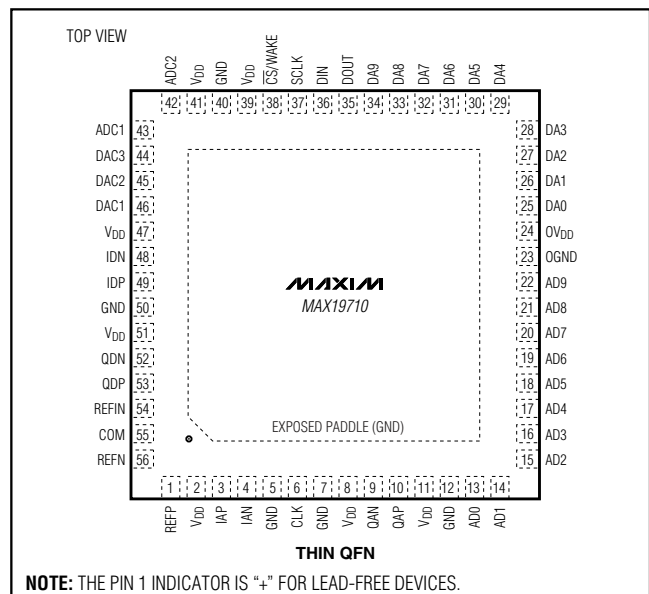 TOP VIEW
ADC2
VDD
GND
VDD
CS/WAKE
SCLK
DIN
DOUT
DA9
DA8
DA7
DA6
DA5
DA4
42 41 40 39 38 37 36 35 34 33 32 31 30 29
ADC1 43
DAC3 44
DAC2 45
DAC1 46
VDD 47
IDN 48
IDP 49
GND 50
VDD 51
QDN 52
QDP 53
REFIN 54
COM 55
REFN 56
MAXIM
MAX19710
EXPOSED PADDLE (GND)
28 DA3
27 DA2
26 DA1
25 DA0
24 OVDD
23 OGND
22 AD9
21 AD8
20 AD7
19 AD6
18 AD5
17 AD4
16 AD3
15 AD2
1 2 3 4 5 6 7 8 9 10 11 12 13 14
REFP
VDD
IAP
IAN
GND
CLK
GND
VDD
QAN
QAP
VDD
GND
AD0
AD1
THIN QFN
NOTE: THE PIN 1 INDICATOR IS “+” FOR LEAD-FREE DEVICES.